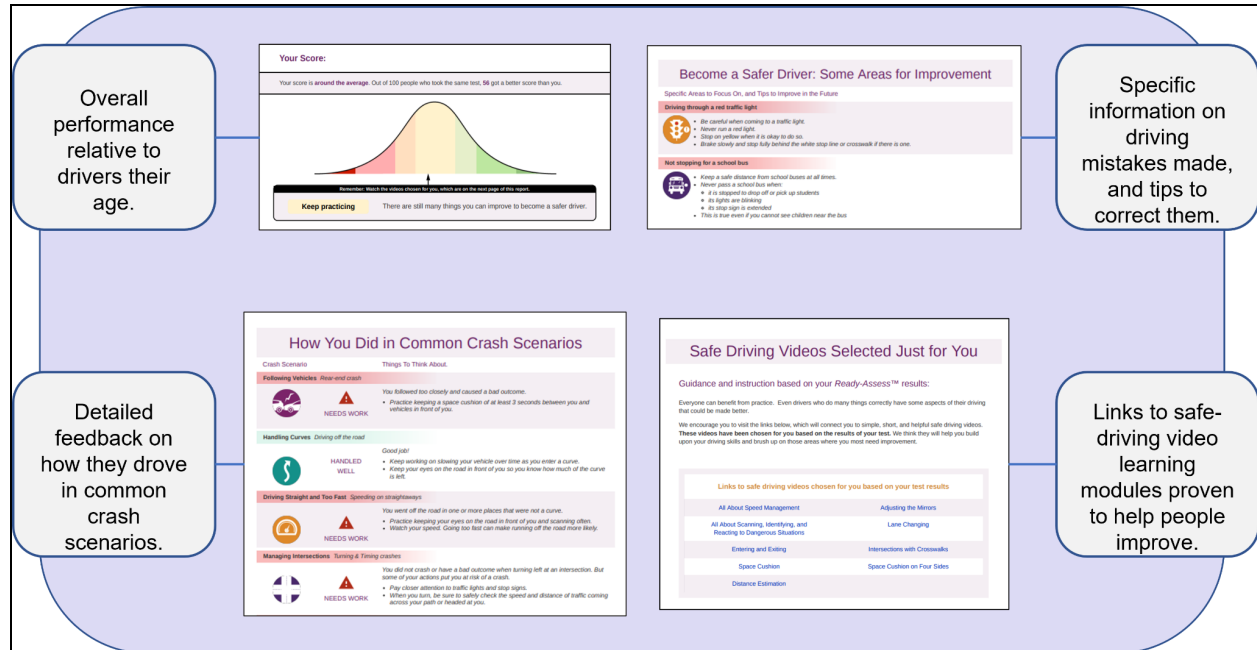 Overall
performance
relative to
drivers their
age.
Your Score:
Your score is around the average. Out of 100 people who took the same test, 56 got a better score than you.
Remember: Watch the videos chosen for you, which are on the next page of this report.
Keep practicing
There are still many things you can improve to become a safer driver.
Become a Safer Driver: Some Areas for Improvement
Specific Areas to Focus On, and Tips to Improve in the Future
Driving through a red traffic light
• Be careful when coming to a traffic light.
• Never run a red light.
• Stop on yellow when it is okay to do so.
• Brake slowly and stop fully behind the white stop line or crosswalk if there is one.
Not stopping for a school bus
• Keep a safe distance from school buses at all times.
• Never pass a school bus when:
it is stopped to drop off or pick up students
its lights are blinking
its stop sign is extended
• This is true even if you cannot see children near the bus
Specific
information on
driving
mistakes made,
and tips to
correct them.
Detailed
feedback on
how they drove
in common
crash
scenarios.
How You Did in Common Crash Scenarios
Crash Scenario
Things To Think About.
Following Vehicles Rear-end crash
NEEDS WORK
You followed too closely and caused a bad outcome.
• Practice keeping a space cushion of at least 3 seconds between you and
vehicles in front of you.
Handling Curves Driving off the road
HANDLED
WELL
Good job!
• Keep working on slowing your vehicle over time as you enter a curve.
• Keep your eyes on the road in front of you so you know how much of the curve
is left.
Driving Straight and Too Fast Speeding on straightaways
NEEDS WORK
You went off the road in one or more places that were not a curve.
• Practice keeping your eyes on the road in front of you and scanning often.
• Watch your speed. Going too fast can make running off the road more likely.
Managing Intersections Turning & Timing crashes
NEEDS WORK
You did not crash or have a bad outcome when turning left at an intersection. But
some of your actions put you at risk of a crash.
• Pay closer attention to traffic lights and stop signs.
• When you turn, be sure to safely check the speed and distance of traffic coming
across your path or headed at you.
Safe Driving Videos Selected Just for You
Guidance and instruction based on your Ready-Assess™ results:
Everyone can benefit from practice. Even drivers who do many things correctly have some aspects of their driving
that could be made better.
We encourage you to visit the links below, which will connect you to simple, short, and helpful safe driving videos.
These videos have been chosen for you based on the results of your test. We think they will help you build
upon your driving skills and brush up on those areas where you most need improvement.
Links to safe driving videos chosen for you based on your test results
All About Speed Management
Adjusting the Mirrors
All About Scanning, Identifying, and
Reacting to Dangerous Situations
Lane Changing
Entering and Exiting
Intersections with Crosswalks
Space Cushion
Space Cushion on Four Sides
Distance Estimation
Links to safe-
driving video
learning
modules proven
to help people
improve.